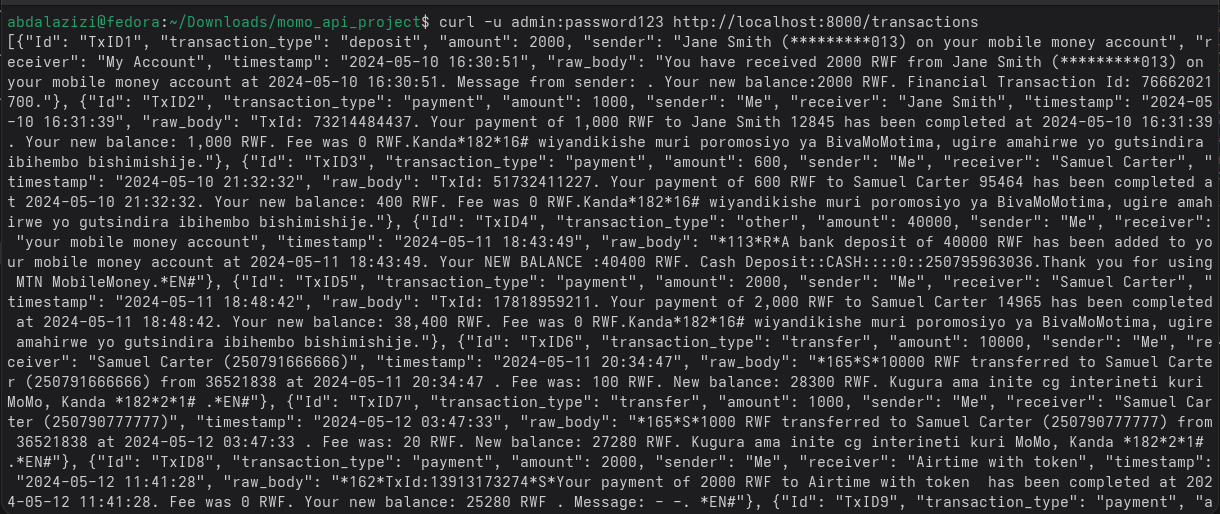 abdalazizi@fedora:~/Downloads/momo_api_project$ curl -u admin:password123 http://localhost:8000/transactions
[{"Id": "TxID1", "transaction_type": "deposit", "amount": 2000, "sender": "Jane Smith (*********013) on your mobile money account", "r
eceiver": "My Account", "timestamp": "2024-05-10 16:30:51", "raw_body": "You have received 2000 RWF from Jane Smith (*********013) on
your mobile money account at 2024-05-10 16:30:51. Message from sender: . Your new balance:2000 RWF. Financial Transaction Id: 76662021
700."}, {"Id": "TxID2", "transaction_type": "payment", "amount": 1000, "sender": "Me", "receiver": "Jane Smith", "timestamp": "2024-05
-10 16:31:39", "raw_body": "TxId: 73214484437. Your payment of 1,000 RWF to Jane Smith 12845 has been completed at 2024-05-10 16:31:39
. Your new balance: 1,000 RWF. Fee was 0 RWF.Kanda*182*16# wiyandikishe muri poromosiyo ya BivaMoMotima, ugire amahirwe yo gutsindira
ibihembo bishimishije."}, {"Id": "TxID3", "transaction_type": "payment", "amount": 600, "sender": "Me", "receiver": "Samuel Carter", "
timestamp": "2024-05-10 21:32:32", "raw_body": "TxId: 51732411227. Your payment of 600 RWF to Samuel Carter 95464 has been completed a
t 2024-05-10 21:32:32. Your new balance: 400 RWF. Fee was 0 RWF.Kanda*182*16# wiyandikishe muri poromosiyo ya BivaMoMotima, ugire amah
irwe yo gutsindira ibihembo bishimishije."}, {"Id": "TxID4", "transaction_type": "other", "amount": 40000, "sender": "Me", "receiver":
"your mobile money account", "timestamp": "2024-05-11 18:43:49", "raw_body": "*113*R*A bank deposit of 40000 RWF has been added to yo
ur mobile money account at 2024-05-11 18:43:49. Your NEW BALANCE :40400 RWF. Cash Deposit::CASH::::0::250795963036.Thank you for using
MTN MobileMoney.*EN#"}, {"Id": "TxID5", "transaction_type": "payment", "amount": 2000, "sender": "Me", "receiver": "Samuel Carter", "
timestamp": "2024-05-11 18:48:42", "raw_body": "TxId: 17818959211. Your payment of 2,000 RWF to Samuel Carter 14965 has been completed
at 2024-05-11 18:48:42. Your new balance: 38,400 RWF. Fee was 0 RWF.Kanda*182*16# wiyandikishe muri poromosiyo ya BivaMoMotima, ugire
amahirwe yo gutsindira ibihembo bishimishije."}, {"Id": "TxID6", "transaction_type": "transfer", "amount": 10000, "sender": "Me", "re
ceiver": "Samuel Carter (250791666666)", "timestamp": "2024-05-11 20:34:47", "raw_body": "*165*S*10000 RWF transferred to Samuel Carte
r (250791666666) from 36521838 at 2024-05-11 20:34:47 . Fee was: 100 RWF. New balance: 28300 RWF. Kugura ama inite cg interineti kuri
MoMo, Kanda *182*2*1# .*EN#"}, {"Id": "TxID7", "transaction_type": "transfer", "amount": 1000, "sender": "Me", "receiver": "Samuel Car
ter (250790777777)", "timestamp": "2024-05-12 03:47:33", "raw_body": "*165*S*1000 RWF transferred to Samuel Carter (250790777777) from
36521838 at 2024-05-12 03:47:33 . Fee was: 20 RWF. New balance: 27280 RWF. Kugura ama inite cg interineti kuri MoMo, Kanda *182*2*1#
.*EN#"}, {"Id": "TxID8", "transaction_type": "payment", "amount": 2000, "sender": "Me", "receiver": "Airtime with token", "timestamp":
"2024-05-12 11:41:28", "raw_body": "*162*TxId:13913173274*S*Your payment of 2000 RWF to Airtime with token  has been completed at 202
4-05-12 11:41:28. Fee was 0 RWF. Your new balance: 25280 RWF . Message: - -. *EN#"}, {"Id": "TxID9", "transaction_type": "payment", "a